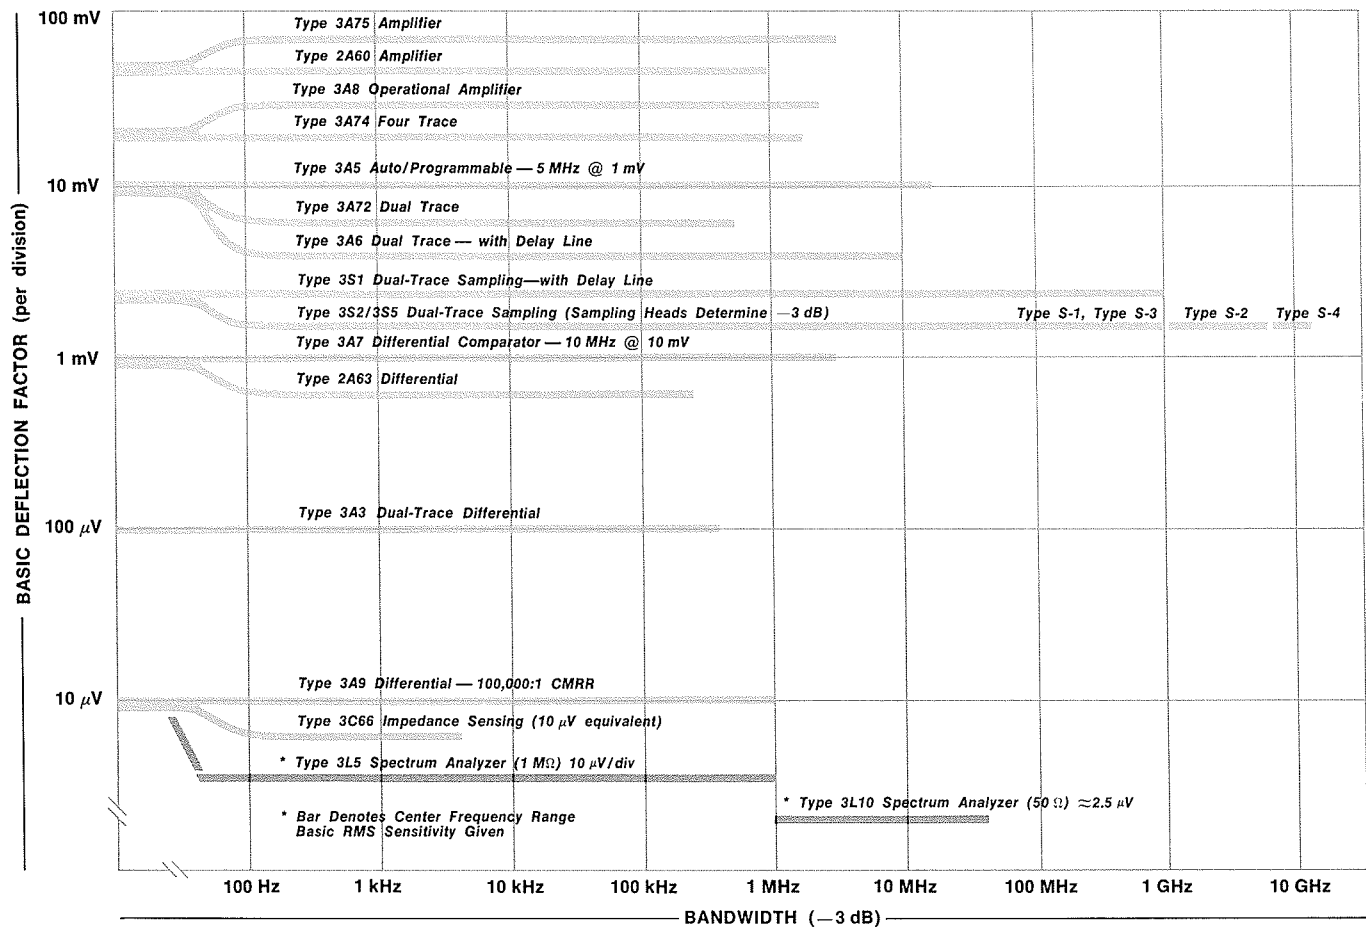 100 mV
Type 3A75 Amplifier
Type 2A60 Amplifier
Type 3A8 Operational Amplifier
Type 3A74 Four Trace
Type 3A5 Auto/Programmable — 5 MHz @ 1 mV
10 mV
Type 3A72 Dual Trace
Type 3A6 Dual Trace — with Delay Line
Type 3S1 Dual-Trace Sampling—with Delay Line
Type 3S2/3S5 Dual-Trace Sampling (Sampling Heads Determine —3 dB)
Type S-1, Type S-3
Type S-2
Type S-4
Type 3A7 Differential Comparator — 10 MHz @ 10 mV
1 mV
Type 2A63 Differential
BASIC DEFLECTION FACTOR (per division)
Type 3A3 Dual-Trace Differential
100 μV
Type 3A9 Differential — 100,000:1 CMRR
10 μV
Type 3C66 Impedance Sensing (10 μV equivalent)
* Type 3L5 Spectrum Analyzer (1 MΩ) 10 μV/div
* Type 3L10 Spectrum Analyzer (50 Ω) ≈2.5 μV
* Bar Denotes Center Frequency Range
Basic RMS Sensitivity Given
100 Hz
1 kHz
10 kHz
100 kHz
1 MHz
10 MHz
100 MHz
1 GHz
10 GHz
BANDWIDTH (—3 dB)